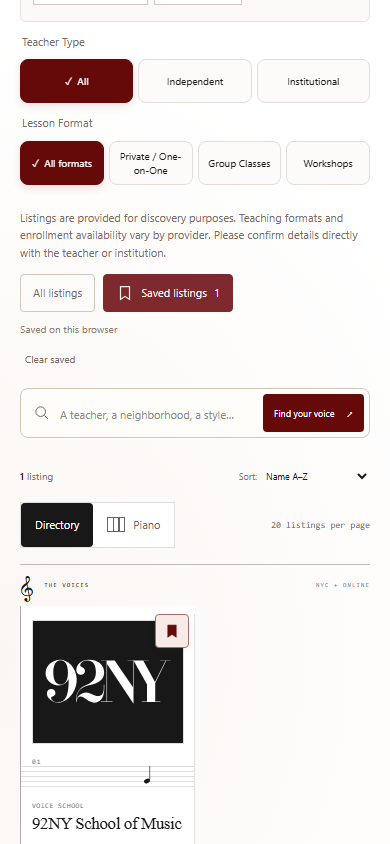 Teacher Type
✓ All
Independent
Institutional
Lesson Format
✓ All formats
Private / One-
on-One
Group Classes
Workshops
Listings are provided for discovery purposes. Teaching formats and
enrollment availability vary by provider. Please confirm details directly
with the teacher or institution.
All listings
Saved listings 1
Saved on this browser
Clear saved
A teacher, a neighborhood, a style...
Find your voice ↗
1 listing
Sort: Name A–Z
Directory
Piano
20 listings per page
THE VOICES
NYC + ONLINE
92NY
01
VOICE SCHOOL
92NY School of Music